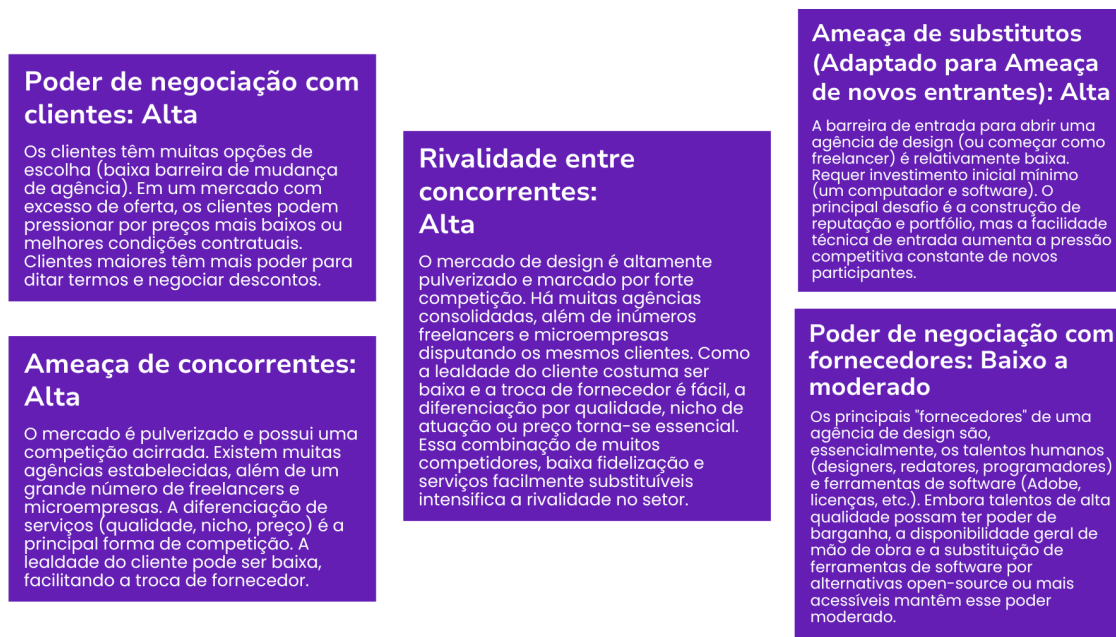 Poder de negociação com
clientes: Alta
Os clientes têm muitas opções de
escolha (baixa barreira de mudança
de agência). Em um mercado com
excesso de oferta, os clientes podem
pressionar por preços mais baixos ou
melhores condições contratuais.
Clientes maiores têm mais poder para
ditar termos e negociar descontos.
Ameaça de concorrentes:
Alta
O mercado é pulverizado e possui uma
competição acirrada. Existem muitas
agências estabelecidas, além de um
grande número de freelancers e
microempresas. A diferenciação de
serviços (qualidade, nicho, preço) é a
principal forma de competição. A
lealdade do cliente pode ser baixa,
facilitando a troca de fornecedor.
Rivalidade entre
concorrentes:
Alta
O mercado de design é altamente
pulverizado e marcado por forte
competição. Há muitas agências
consolidadas, além de inúmeros
freelancers e microempresas
disputando os mesmos clientes. Como
a lealdade do cliente costuma ser
baixa e a troca de fornecedor é fácil, a
diferenciação por qualidade, nicho de
atuação ou preço torna-se essencial.
Essa combinação de muitos
competidores, baixa fidelização e
serviços facilmente substituíveis
intensifica a rivalidade no setor.
Ameaça de substitutos
(Adaptado para Ameaça
de novos entrantes): Alta
A barreira de entrada para abrir uma
agência de design (ou começar como
freelancer) é relativamente baixa.
Requer investimento inicial mínimo
(um computador e software). O
principal desafio é a construção de
reputação e portfólio, mas a facilidade
técnica de entrada aumenta a pressão
competitiva constante de novos
participantes.
Poder de negociação com
fornecedores: Baixo a
moderado
Os principais "fornecedores" de uma
agência de design são,
essencialmente, os talentos humanos
(designers, redatores, programadores)
e ferramentas de software (Adobe,
licenças, etc.). Embora talentos de alta
qualidade possam ter poder de
barganha, a disponibilidade geral de
mão de obra e a substituição de
ferramentas de software por
alternativas open-source ou mais
acessíveis mantêm esse poder
moderado.